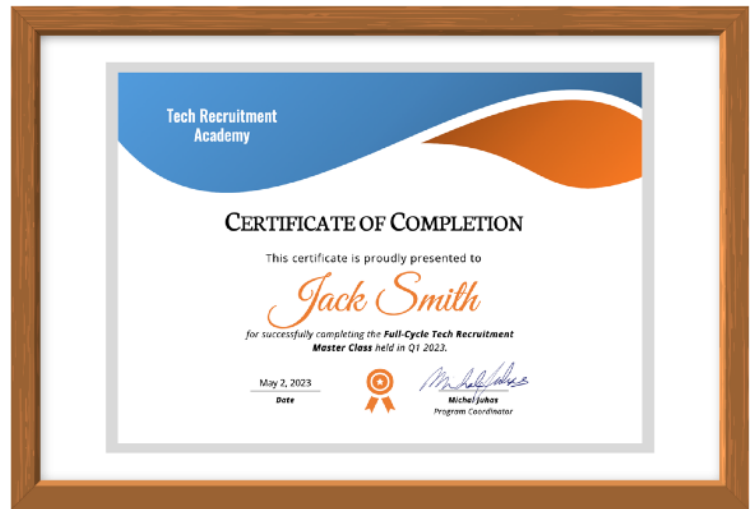 Tech Recruitment
Academy
CERTIFICATE OF COMPLETION
This certificate is proudly presented to
Jack Smith
for successfully completing the Full-Cycle Tech Recruitment
Master Class held in Q1 2023.
May 2, 2023
Date
Michal Juhas
Program Coordinator